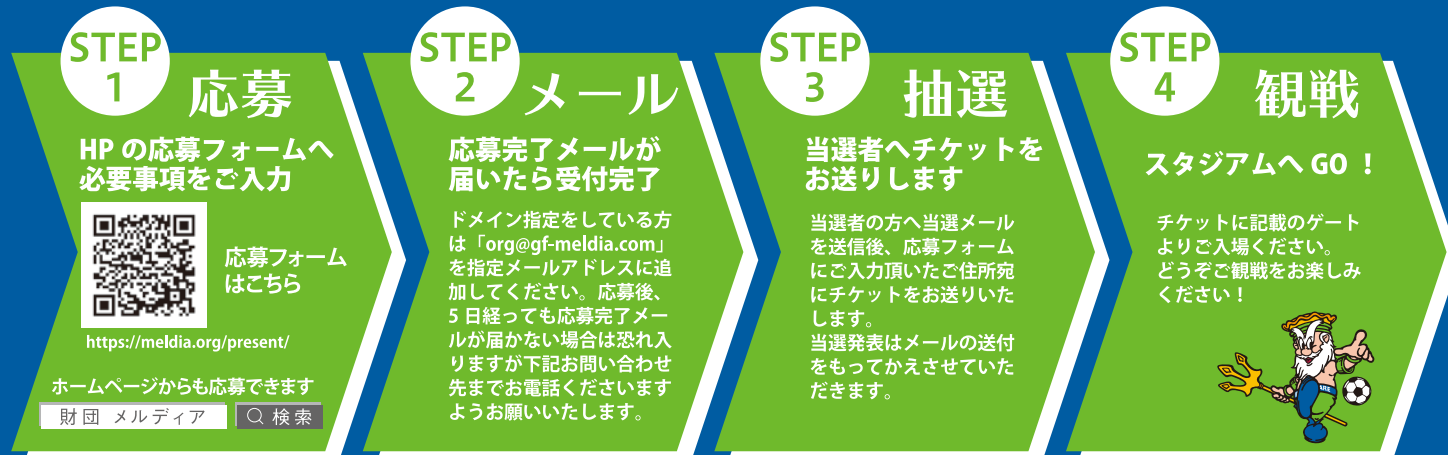 STEP
1
応募
HP の応募フォームへ
必要事項をご入力
応募フォーム
はこちら
https://meldia.org/present/
ホームページからも応募できます
財団 メルディア
検索
STEP
2
メール
応募完了メールが
届いたら受付完了
ドメイン指定をしている方
は「org@gf-meldia.com」
を指定メールアドレスに追
加してください。応募後、
5 日経っても応募完了メー
ルが届かない場合は恐れ入
りますが下記お問い合わせ
先までお電話くださいます
ようお願いいたします。
STEP
3
抽選
当選者へチケットを
お送りします
当選者の方へ当選メール
を送信後、応募フォーム
にご入力頂いたご住所宛
にチケットをお送りいた
します。
当選発表はメールの送付
をもってかえさせていた
だきます。
STEP
4
観戦
スタジアムへ GO ！
チケットに記載のゲート
よりご入場ください。
どうぞご観戦をお楽しみ
ください！